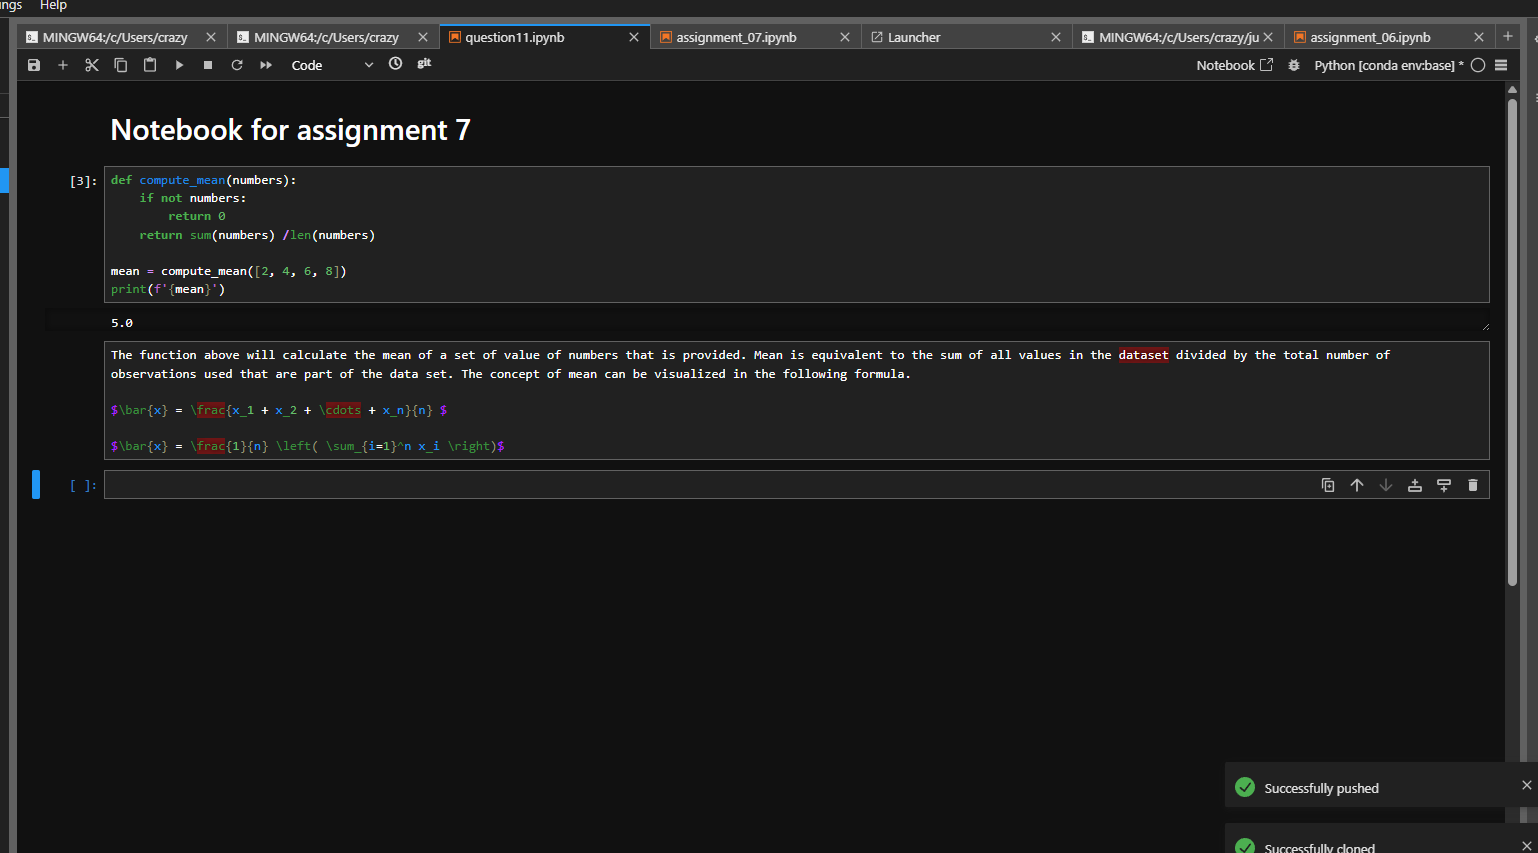 ngs Help
MINGW64:/c/Users/crazy MINGW64:/c/Users/crazy question11.ipynb assignment_07.ipynb Launcher MINGW64:/c/Users/crazy/ju assignment_06.ipynb
Code git Notebook Python [conda env:base] *
Notebook for assignment 7
[3]: def compute_mean(numbers):
    if not numbers:
        return 0
    return sum(numbers) /len(numbers)
mean = compute_mean([2, 4, 6, 8])
print(f'{mean}')
5.0
The function above will calculate the mean of a set of value of numbers that is provided. Mean is equivalent to the sum of all values in the dataset divided by the total number of
observations used that are part of the data set. The concept of mean can be visualized in the following formula.
$\bar{x} = \frac{x_1 + x_2 + \cdots + x_n}{n} $
$\bar{x} = \frac{1}{n} \left( \sum_{i=1}^n x_i \right)$
[ ]:
Successfully pushed
Successfully cloned